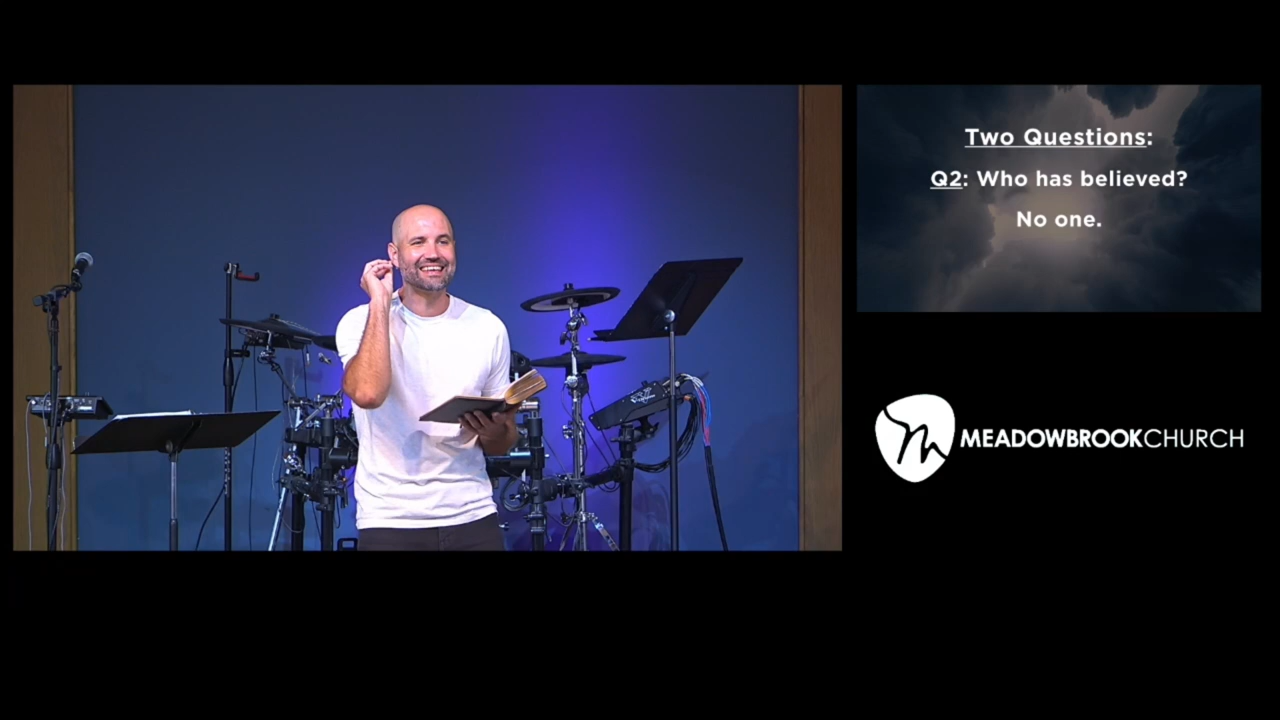 Two Questions:
Q2: Who has believed?
No one.
MEADOWBROOKCHURCH